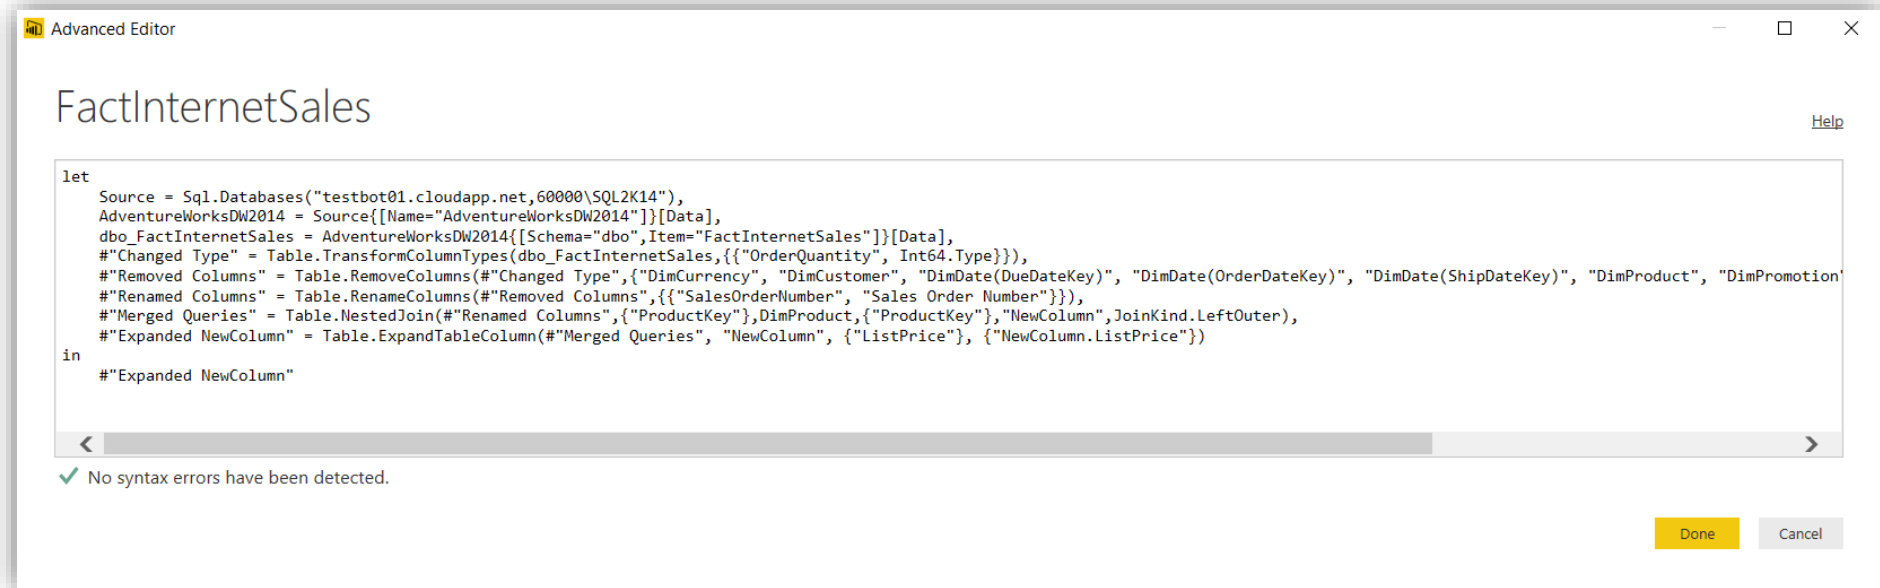 Advanced Editor
FactInternetSales
Help
let
    Source = Sql.Databases("testbot01.cloudapp.net,60000\SQL2K14"),
    AdventureWorksDW2014 = Source{[Name="AdventureWorksDW2014"]}[Data],
    dbo_FactInternetSales = AdventureWorksDW2014{[Schema="dbo",Item="FactInternetSales"]}[Data],
    #"Changed Type" = Table.TransformColumnTypes(dbo_FactInternetSales,{{"OrderQuantity", Int64.Type}}),
    #"Removed Columns" = Table.RemoveColumns(#"Changed Type",{"DimCurrency", "DimCustomer", "DimDate(DueDateKey)", "DimDate(OrderDateKey)", "DimDate(ShipDateKey)", "DimProduct", "DimPromotion"
    #"Renamed Columns" = Table.RenameColumns(#"Removed Columns",{{"SalesOrderNumber", "Sales Order Number"}}),
    #"Merged Queries" = Table.NestedJoin(#"Renamed Columns",{"ProductKey"},DimProduct,{"ProductKey"},"NewColumn",JoinKind.LeftOuter),
    #"Expanded NewColumn" = Table.ExpandTableColumn(#"Merged Queries", "NewColumn", {"ListPrice"}, {"NewColumn.ListPrice"})
in
    #"Expanded NewColumn"
No syntax errors have been detected.
Done Cancel